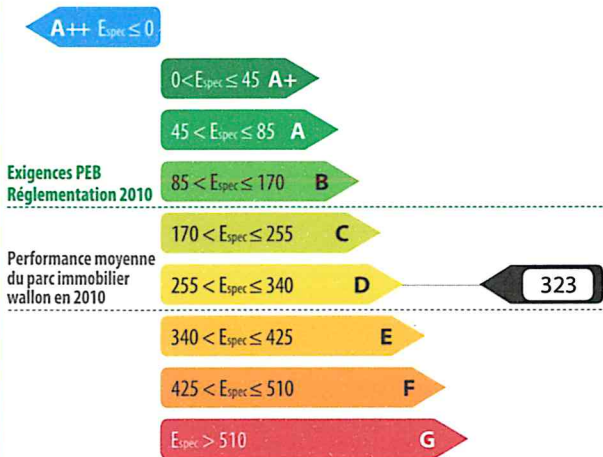 A++ Espec ≤ 0
0 < Espec ≤ 45 A+
45 < Espec ≤ 85 A
Exigences PEB
Réglementation 2010
85 < Espec ≤ 170 B
170 < Espec ≤ 255 C
Performance moyenne
du parc immobilier
wallon en 2010
255 < Espec ≤ 340 D
323
340 < Espec ≤ 425 E
425 < Espec ≤ 510 F
Espec > 510 G